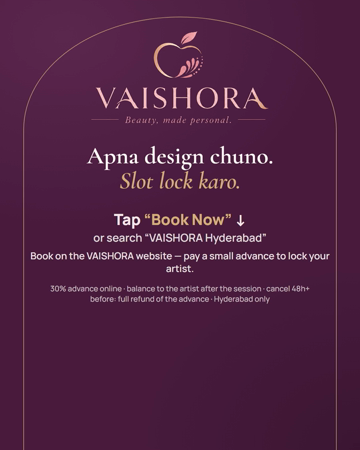 VAISHORA
Beauty, made personal.
Apna design chuno.
Slot lock karo.
Tap “Book Now” ↓
or search “VAISHORA Hyderabad”
Book on the VAISHORA website — pay a small advance to lock your
artist.
30% advance online · balance to the artist after the session · cancel 48h+
before: full refund of the advance · Hyderabad only